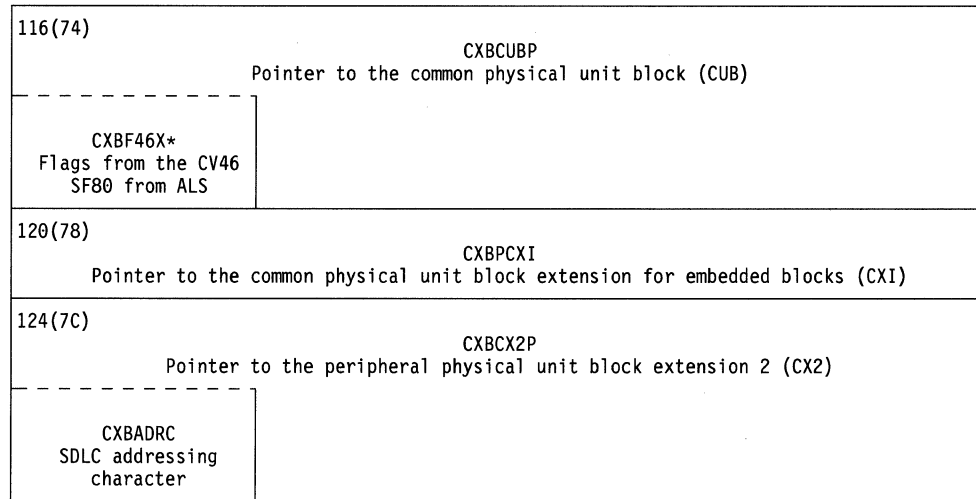 116(74)
CXBCUBP
Pointer to the common physical unit block (CUB)
CXBF46X*
Flags from the CV46
SF80 from ALS
120(78)
CXBPCXI
Pointer to the common physical unit block extension for embedded blocks (CXI)
124(7C)
CXBCX2P
Pointer to the peripheral physical unit block extension 2 (CX2)
CXBADRC
SDLC addressing
character